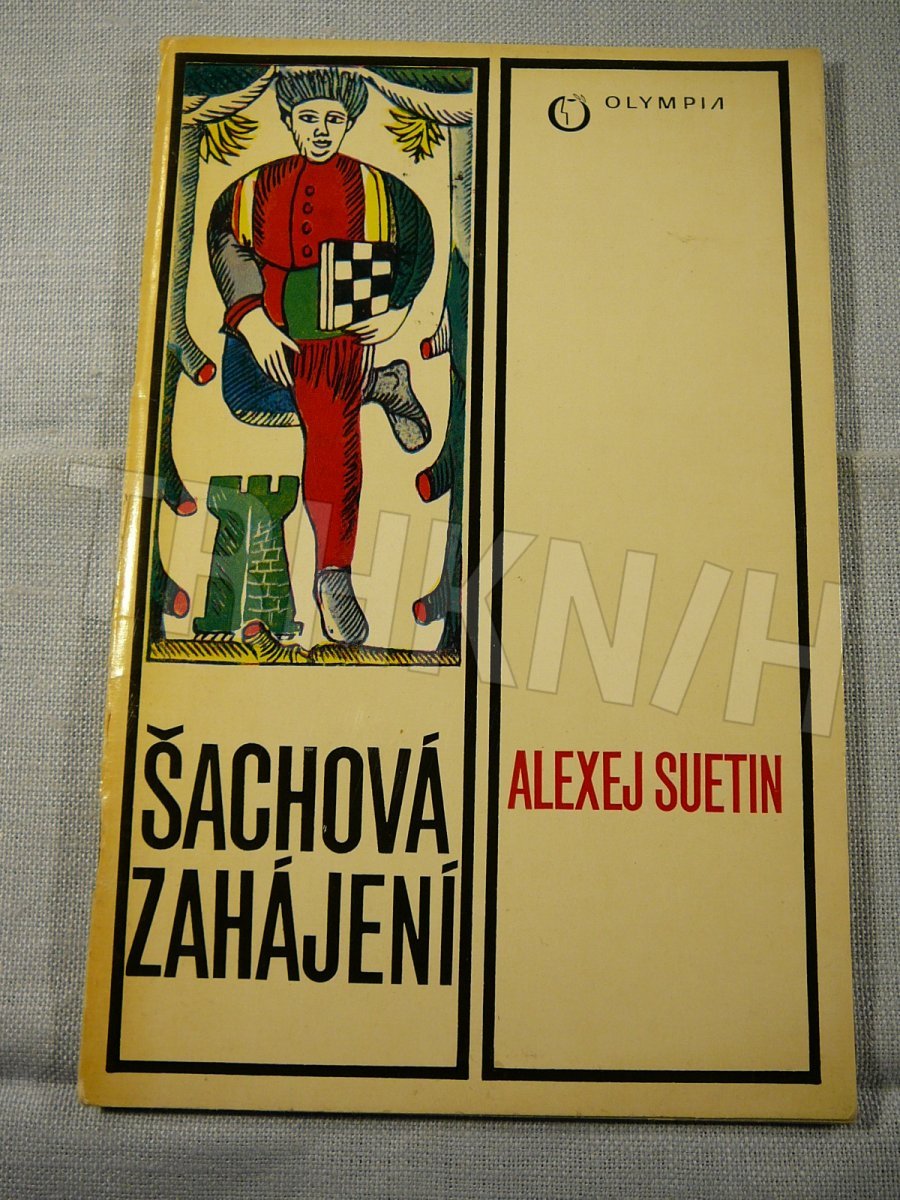 OLYMPIA
ŠACHOVÁ
ZAHÁJENÍ
ALEXEJ SUETIN